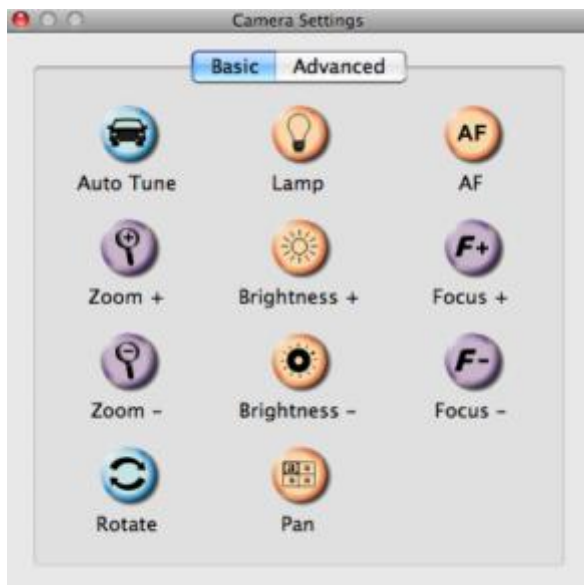 Camera Settings
Basic Advanced
AF
Auto Tune Lamp AF
F+
Zoom + Brightness + Focus +
F-
Zoom - Brightness - Focus -
a
Rotate Pan